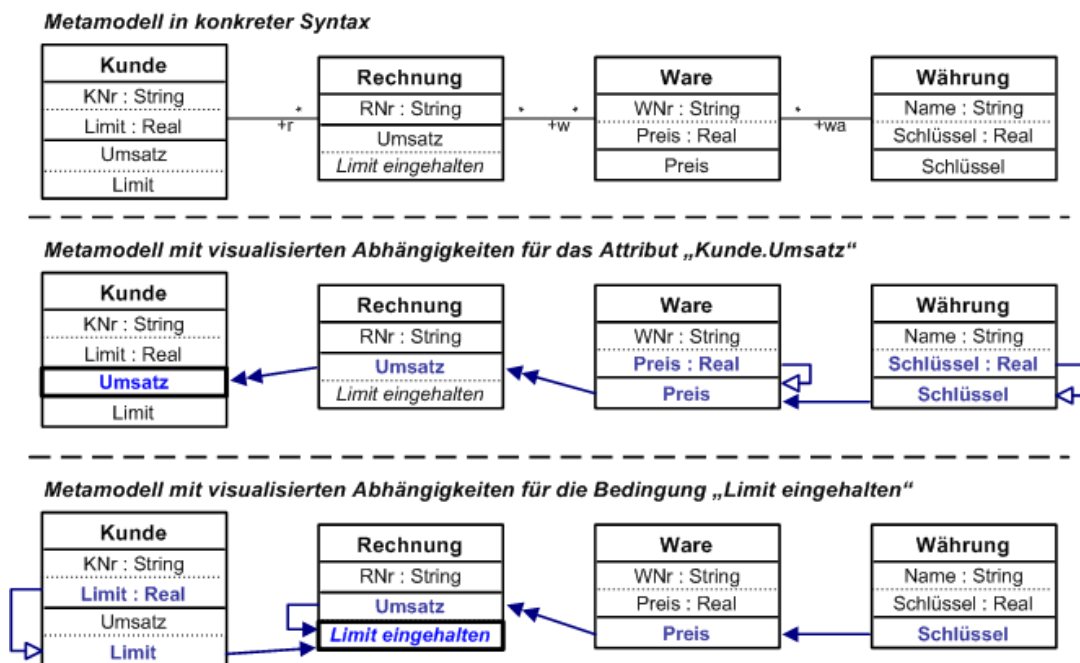 Metamodell in konkreter Syntax
Kunde
KNr : String
Limit : Real
Umsatz
Limit
+r
*
Rechnung
RNr : String
Umsatz
Limit eingehalten
*
+w
*
Ware
WNr : String
Preis : Real
Preis
*
+wa
Währung
Name : String
Schlüssel : Real
Schlüssel
Metamodell mit visualisierten Abhängigkeiten für das Attribut „Kunde.Umsatz“
Kunde
KNr : String
Limit : Real
Umsatz
Limit
Rechnung
RNr : String
Umsatz
Limit eingehalten
Ware
WNr : String
Preis : Real
Preis
Währung
Name : String
Schlüssel : Real
Schlüssel
Metamodell mit visualisierten Abhängigkeiten für die Bedingung „Limit eingehalten“
Kunde
KNr : String
Limit : Real
Umsatz
Limit
Rechnung
RNr : String
Umsatz
Limit eingehalten
Ware
WNr : String
Preis : Real
Preis
Währung
Name : String
Schlüssel : Real
Schlüssel